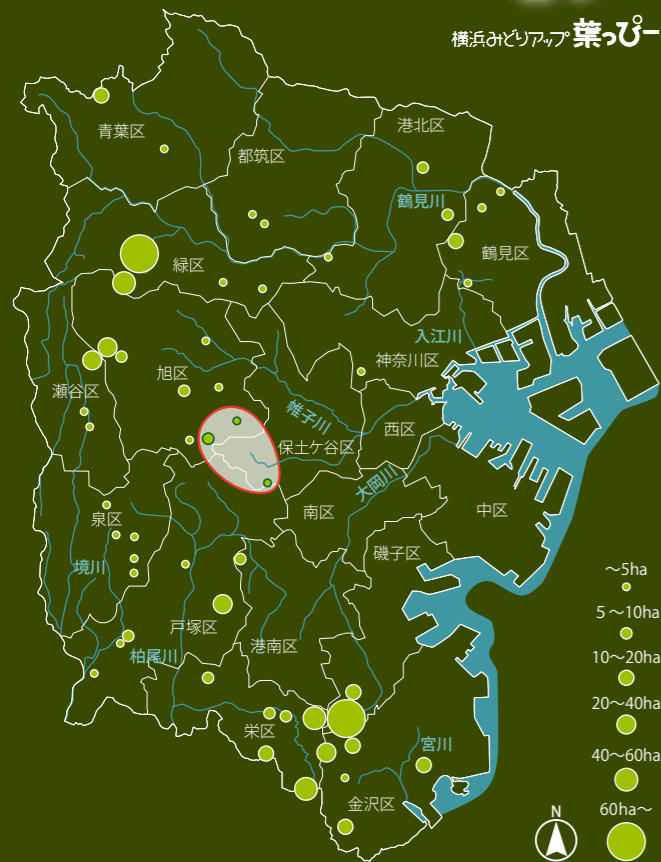 横浜みどりアップ 葉っぴー
青葉区
都筑区
港北区
鶴見川
鶴見区
緑区
入江川
神奈川区
瀬谷区
旭区
帷子川
西区
保土ケ谷区
大岡川
南区
中区
泉区
磯子区
境川
戸塚区
港南区
柏尾川
栄区
宮川
金沢区
～5ha
5～10ha
10～20ha
20～40ha
40～60ha
60ha～
N